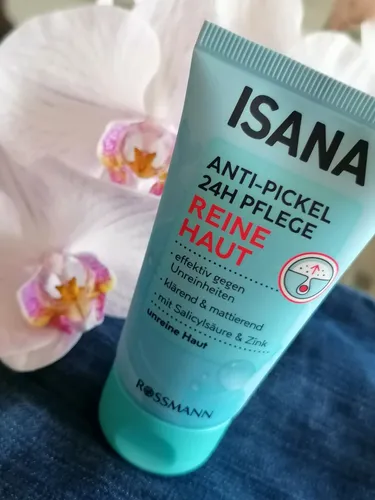 ISANA
ANTI-PICKEL
24H PFLEGE
REINE
HAUT
• effektiv gegen
Unreinheiten
• klärend & mattierend
• mit Salicylsäure & Zink
unreine Haut
ROSSMANN